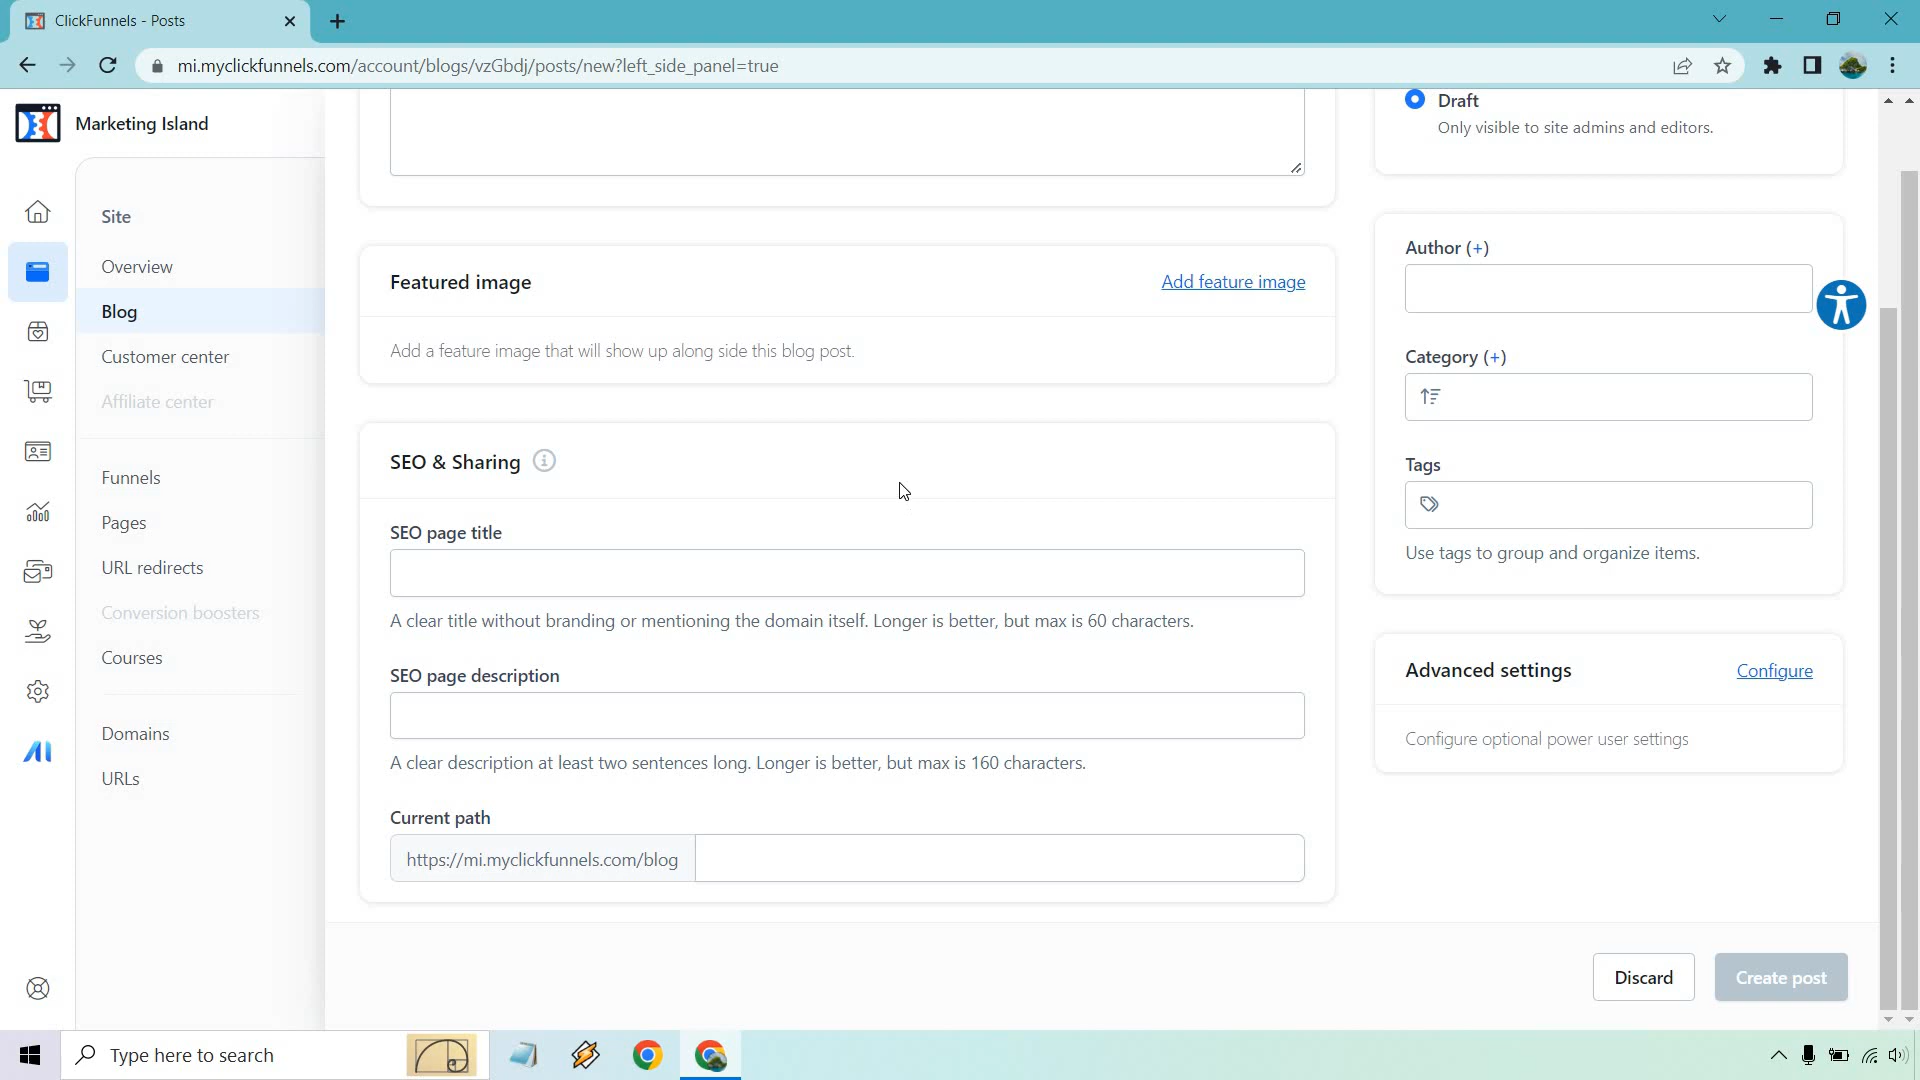 ClickFunnels - Posts
mi.myclickfunnels.com/account/blogs/vzGbdj/posts/new?left_side_panel=true
Marketing Island
Site
Overview
Blog
Customer center
Affiliate center
Funnels
Pages
URL redirects
Conversion boosters
Courses
Domains
URLs
Featured image
Add feature image
Add a feature image that will show up along side this blog post.
SEO & Sharing
SEO page title
A clear title without branding or mentioning the domain itself. Longer is better, but max is 60 characters.
SEO page description
A clear description at least two sentences long. Longer is better, but max is 160 characters.
Current path
https://mi.myclickfunnels.com/blog
Draft
Only visible to site admins and editors.
Author (+)
Category (+)
Tags
Use tags to group and organize items.
Advanced settings
Configure
Configure optional power user settings
Discard
Create post
Type here to search